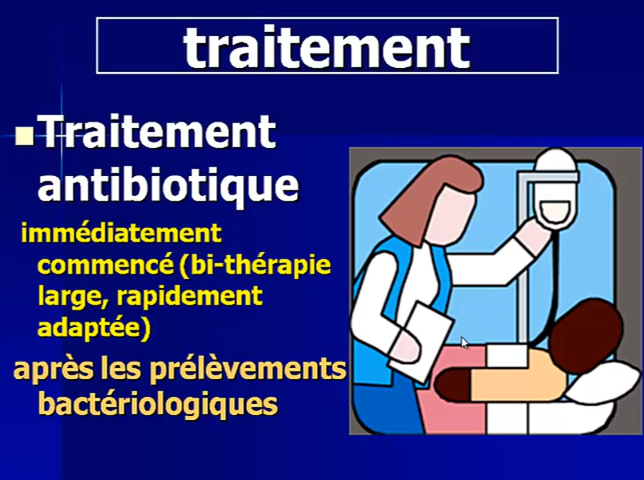 traitement
Traitement
antibiotique
immédiatement
commencé (bi-thérapie
large, rapidement
adaptée)
après les prélèvements
bactériologiques